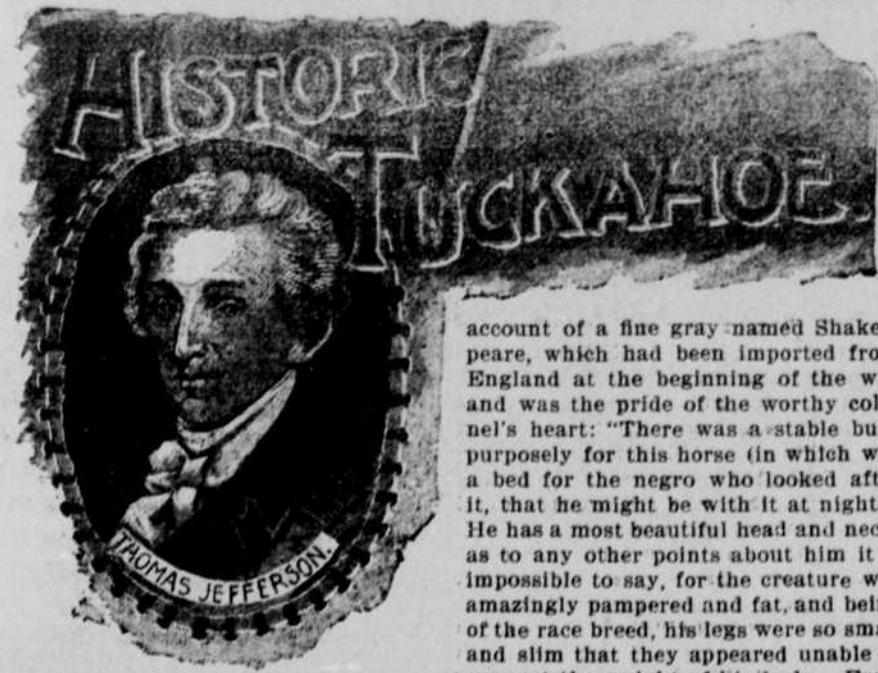 HISTORIC
TUCKAHOE.
THOMAS JEFFERSON.
account of a fine gray named Shake
peare, which had been imported fro
England at the beginning of the w
and was the pride of the worthy col
nel's heart: "There was a stable bu
purposely for this horse (in which w
a bed for the negro who looked aft
it, that he might be with it at night
He has a most beautiful head and nec
as to any other points about him it
impossible to say, for the creature w
amazingly pampered and fat, and bei
of the race breed, his legs were so sma
and slim that they appeared unable